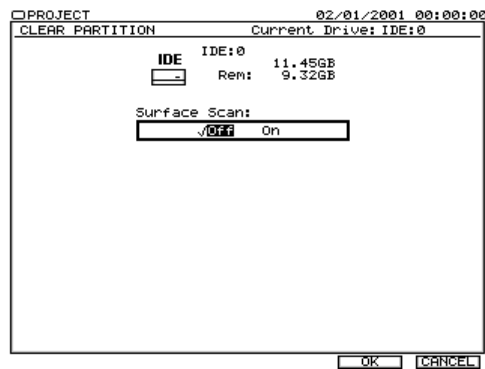 PROJECT 02/01/2001 00:00:00
CLEAR PARTITION Current Drive: IDE:0
IDE IDE:0
11.45GB
Rem: 9.32GB
Surface Scan:
√Off On
OK CANCEL